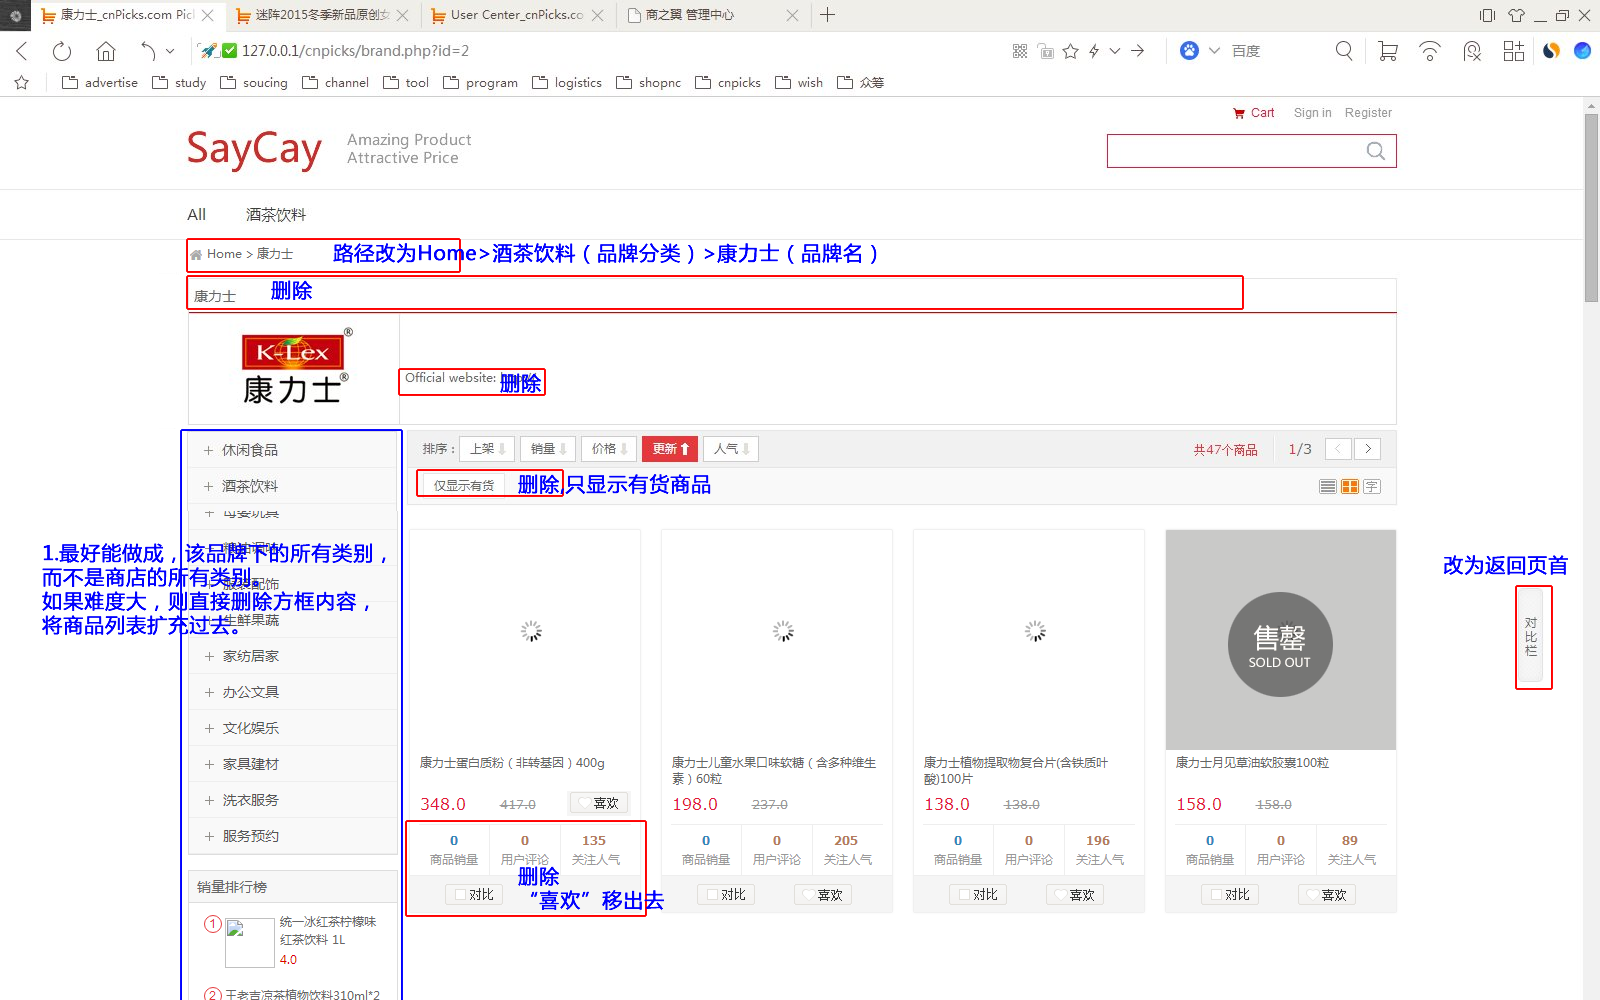 康力士_cnPicks.com Pic
迷阵2015冬季新品原创女
User Center_cnPicks.co
商之翼 管理中心
127.0.0.1/cnpicks/brand.php?id=2
百度
advertise study soucing channel tool program logistics shopnc cnpicks wish 众筹
Cart Sign in Register
SayCay
Amazing Product
Attractive Price
All 酒茶饮料
Home > 康力士
路径改为Home>酒茶饮料（品牌分类）>康力士（品牌名）
康力士 删除
K-Lex®
康力士®
Official website: 删除
休闲食品
酒茶饮料
母婴玩具
粮油调味
服装配饰
生鲜果蔬
家纺居家
办公文具
文化娱乐
家具建材
洗衣服务
服务预约
1.最好能做成，该品牌下的所有类别，
而不是商店的所有类别。
如果难度大，则直接删除方框内容，
将商品列表扩充过去。
排序： 上架 销量 价格 更新 人气 共47个商品 1/3
仅显示有货 删除,只显示有货商品 字
售罄
SOLD OUT
改为返回页首
对比栏
康力士蛋白质粉（非转基因）400g
348.0 417.0 喜欢
0 0 135
商品销量 用户评论 关注人气
对比
删除
“喜欢”移出去
康力士儿童水果口味软糖（含多种维生
素）60粒
198.0 237.0
0 0 205
商品销量 用户评论 关注人气
对比 喜欢
康力士植物提取物复合片(含铁质叶
酸)100片
138.0 138.0
0 0 196
商品销量 用户评论 关注人气
对比 喜欢
康力士月见草油软胶囊100粒
158.0 158.0
0 0 89
商品销量 用户评论 关注人气
对比 喜欢
销量排行榜
1 统一冰红茶柠檬味
红茶饮料 1L
4.0
2 王老吉凉茶植物饮料310ml*2